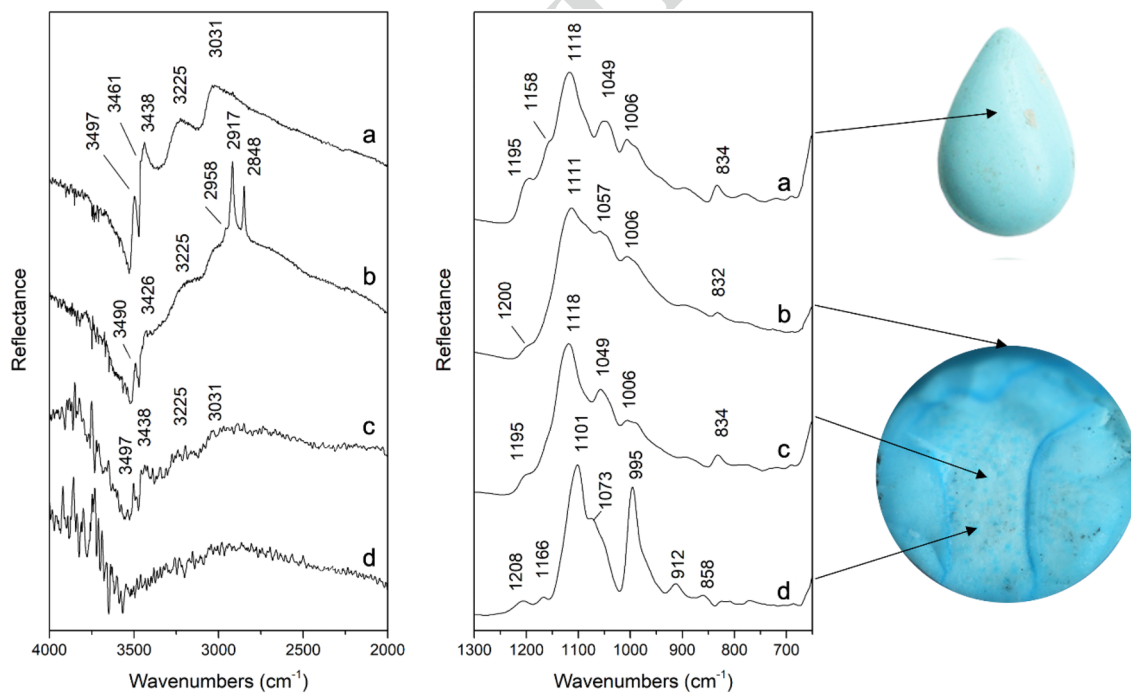 3031
3225
3461
3438
3497
a
2917
2848
2958
3225
b
3426
3490
3031
3225
3438
3497
c
d
Reflectance
4000 3500 3000 2500 2000
Wavenumbers (cm⁻¹)
1118
1158
1049
1006
1195
834
a
1111
1057
1006
832
b
1200
1118
1049
1006
834
1195
c
1101
1073
995
1208
1166
912
858
d
Reflectance
1300 1200 1100 1000 900 800 700
Wavenumbers (cm⁻¹)